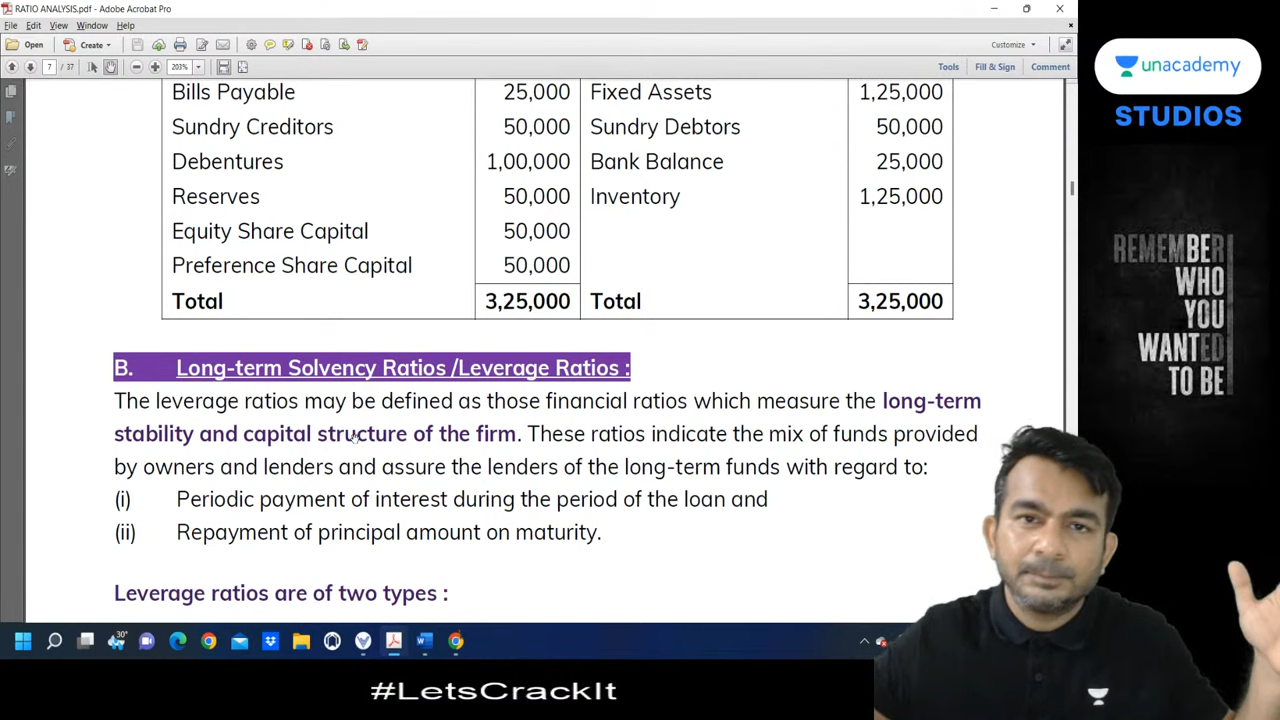 RATIO ANALYSIS.pdf - Adobe Acrobat Pro
File Edit View Window Help
Open Create Customize
7 / 37 203% Tools Fill & Sign Comment
Bills Payable 25,000 Fixed Assets 1,25,000
Sundry Creditors 50,000 Sundry Debtors 50,000
Debentures 1,00,000 Bank Balance 25,000
Reserves 50,000 Inventory 1,25,000
Equity Share Capital 50,000
Preference Share Capital 50,000
Total 3,25,000 Total 3,25,000
B. Long-term Solvency Ratios /Leverage Ratios :
The leverage ratios may be defined as those financial ratios which measure the long-term
stability and capital structure of the firm. These ratios indicate the mix of funds provided
by owners and lenders and assure the lenders of the long-term funds with regard to:
(i) Periodic payment of interest during the period of the loan and
(ii) Repayment of principal amount on maturity.
Leverage ratios are of two types :
30°
#LetsCrackIt
unacademy
STUDIOS
REMEMBER
WHO
YOU
WANTED
TO BE